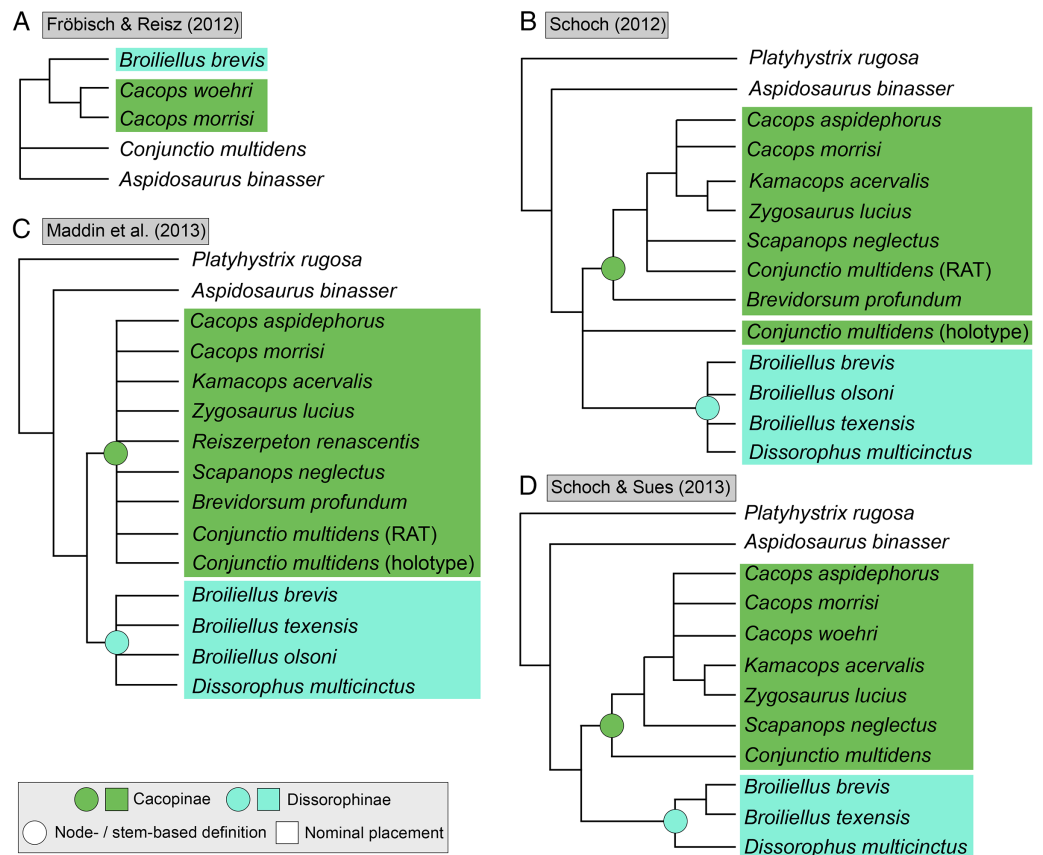 A Fröbisch & Reisz (2012)
Broiliellus brevis
Cacops woehri
Cacops morrisi
Conjunctio multidens
Aspidosaurus binasser
B Schoch (2012)
Platyhystrix rugosa
Aspidosaurus binasser
Cacops aspidephorus
Cacops morrisi
Kamacops acervalis
Zygosaurus lucius
Scapanops neglectus
Conjunctio multidens (RAT)
Brevidorsum profundum
Conjunctio multidens (holotype)
Broiliellus brevis
Broiliellus olsoni
Broiliellus texensis
Dissorophus multicinctus
C Maddin et al. (2013)
Platyhystrix rugosa
Aspidosaurus binasser
Cacops aspidephorus
Cacops morrisi
Kamacops acervalis
Zygosaurus lucius
Reiszerpeton renascentis
Scapanops neglectus
Brevidorsum profundum
Conjunctio multidens (RAT)
Conjunctio multidens (holotype)
Broiliellus brevis
Broiliellus texensis
Broiliellus olsoni
Dissorophus multicinctus
D Schoch & Sues (2013)
Platyhystrix rugosa
Aspidosaurus binasser
Cacops aspidephorus
Cacops morrisi
Cacops woehri
Kamacops acervalis
Zygosaurus lucius
Scapanops neglectus
Conjunctio multidens
Broiliellus brevis
Broiliellus texensis
Dissorophus multicinctus
Cacopinae Dissorophinae
Node- / stem-based definition Nominal placement